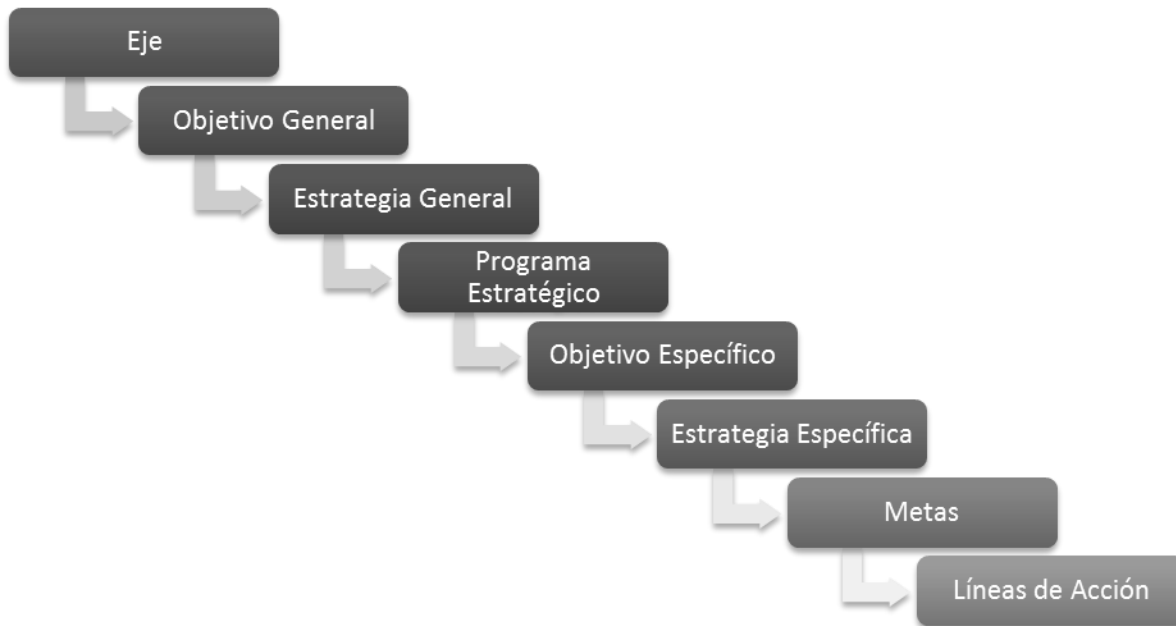 Eje
Objetivo General
Estrategia General
Programa
Estratégico
Objetivo Específico
Estrategia Específica
Metas
Líneas de Acción